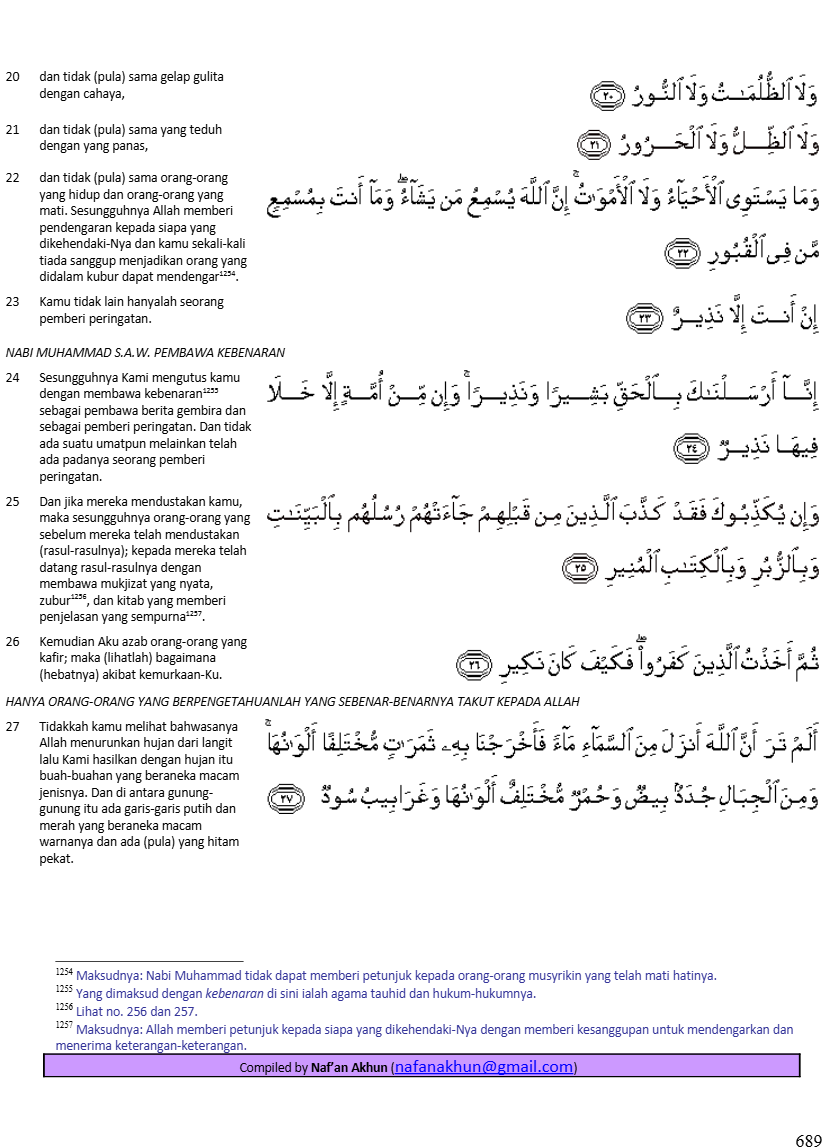 20 dan tidak (pula) sama gelap gulita
dengan cahaya,
وَلَا ٱلظُّلُمَـٰتُ وَلَا ٱلنُّورُ ﴿٢٠﴾
21 dan tidak (pula) sama yang teduh
dengan yang panas,
وَلَا ٱلظِّلُّ وَلَا ٱلْحَرُورُ ﴿٢١﴾
22 dan tidak (pula) sama orang-orang
yang hidup dan orang-orang yang
mati. Sesungguhnya Allah memberi
pendengaran kepada siapa yang
dikehendaki-Nya dan kamu sekali-kali
tiada sanggup menjadikan orang yang
didalam kubur dapat mendengar¹²⁵⁴.
وَمَا يَسْتَوِى ٱلْأَحْيَآءُ وَلَا ٱلْأَمْوَٰتُ ۚ إِنَّ ٱللَّهَ يُسْمِعُ مَن يَشَآءُ ۖ وَمَآ أَنتَ بِمُسْمِعٍ
مَّن فِى ٱلْقُبُورِ ﴿٢٢﴾
23 Kamu tidak lain hanyalah seorang
pemberi peringatan.
إِنْ أَنتَ إِلَّا نَذِيرٌ ﴿٢٣﴾
NABI MUHAMMAD S.A.W. PEMBAWA KEBENARAN
24 Sesungguhnya Kami mengutus kamu
dengan membawa kebenaran¹²⁵⁵
sebagai pembawa berita gembira dan
sebagai pemberi peringatan. Dan tidak
ada suatu umatpun melainkan telah
ada padanya seorang pemberi
peringatan.
إِنَّآ أَرْسَلْنَـٰكَ بِٱلْحَقِّ بَشِيرًا وَنَذِيرًا ۚ وَإِن مِّنْ أُمَّةٍ إِلَّا خَلَا
فِيهَا نَذِيرٌ ﴿٢٤﴾
25 Dan jika mereka mendustakan kamu,
maka sesungguhnya orang-orang yang
sebelum mereka telah mendustakan
(rasul-rasulnya); kepada mereka telah
datang rasul-rasulnya dengan
membawa mukjizat yang nyata,
zubur¹²⁵⁶, dan kitab yang memberi
penjelasan yang sempurna¹²⁵⁷.
وَإِن يُكَذِّبُوكَ فَقَدْ كَذَّبَ ٱلَّذِينَ مِن قَبْلِهِمْ جَآءَتْهُمْ رُسُلُهُم بِٱلْبَيِّنَـٰتِ
وَبِٱلزُّبُرِ وَبِٱلْكِتَـٰبِ ٱلْمُنِيرِ ﴿٢٥﴾
26 Kemudian Aku azab orang-orang yang
kafir; maka (lihatlah) bagaimana
(hebatnya) akibat kemurkaan-Ku.
ثُمَّ أَخَذْتُ ٱلَّذِينَ كَفَرُوا۟ ۖ فَكَيْفَ كَانَ نَكِيرِ ﴿٢٦﴾
HANYA ORANG-ORANG YANG BERPENGETAHUANLAH YANG SEBENAR-BENARNYA TAKUT KEPADA ALLAH
27 Tidakkah kamu melihat bahwasanya
Allah menurunkan hujan dari langit
lalu Kami hasilkan dengan hujan itu
buah-buahan yang beraneka macam
jenisnya. Dan di antara gunung-
gunung itu ada garis-garis putih dan
merah yang beraneka macam
warnanya dan ada (pula) yang hitam
pekat.
أَلَمْ تَرَ أَنَّ ٱللَّهَ أَنزَلَ مِنَ ٱلسَّمَآءِ مَآءً فَأَخْرَجْنَا بِهِۦ ثَمَرَٰتٍ مُّخْتَلِفًا أَلْوَٰنُهَا ۚ
وَمِنَ ٱلْجِبَالِ جُدَدٌۢ بِيضٌ وَحُمْرٌ مُّخْتَلِفٌ أَلْوَٰنُهَا وَغَرَابِيبُ سُودٌ ﴿٢٧﴾
1254 Maksudnya: Nabi Muhammad tidak dapat memberi petunjuk kepada orang-orang musyrikin yang telah mati hatinya.
1255 Yang dimaksud dengan kebenaran di sini ialah agama tauhid dan hukum-hukumnya.
1256 Lihat no. 256 dan 257.
1257 Maksudnya: Allah memberi petunjuk kepada siapa yang dikehendaki-Nya dengan memberi kesanggupan untuk mendengarkan dan
menerima keterangan-keterangan.
Compiled by Naf'an Akhun (nafanakhun@gmail.com)
689